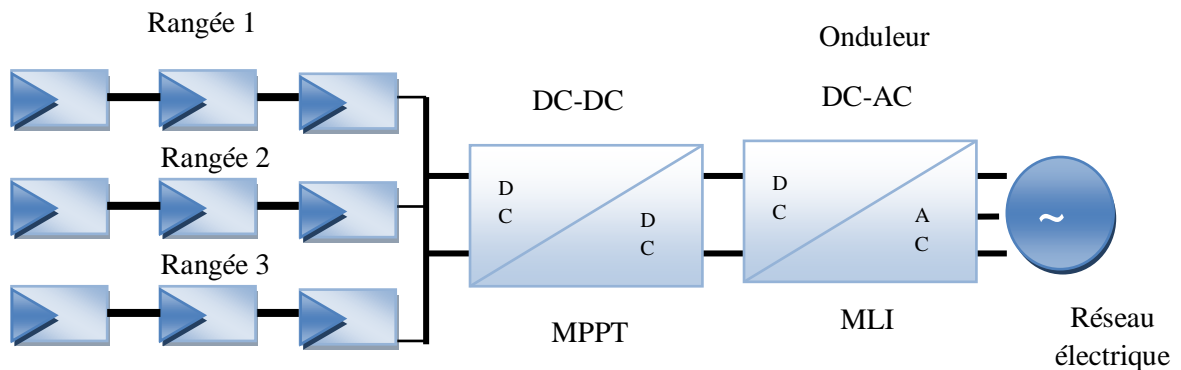 Rangée 1
Onduleur
DC-DC
DC-AC
Rangée 2
Rangée 3
D
C
D
C
D
C
A
C
~
MPPT
MLI
Réseau
électrique